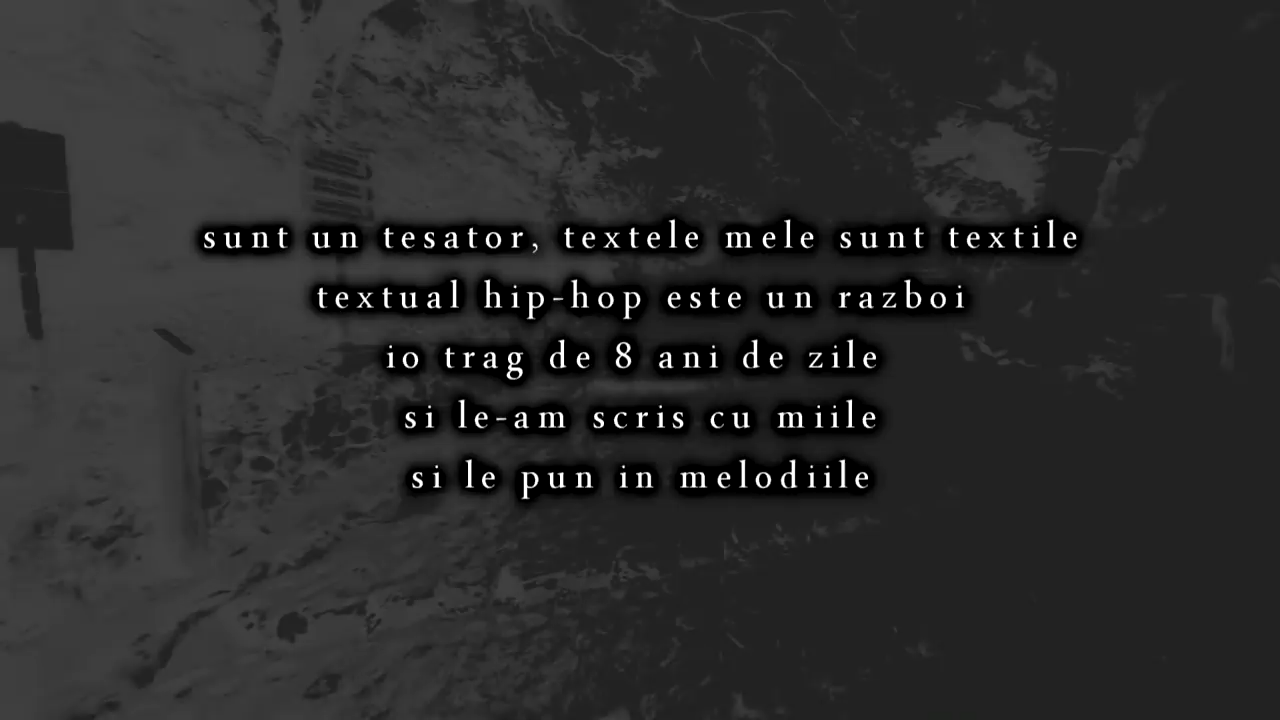 sunt un tesator, textele mele sunt textile
textual hip-hop este un razboi
io trag de 8 ani de zile
si le-am scris cu miile
si le pun in melodiile